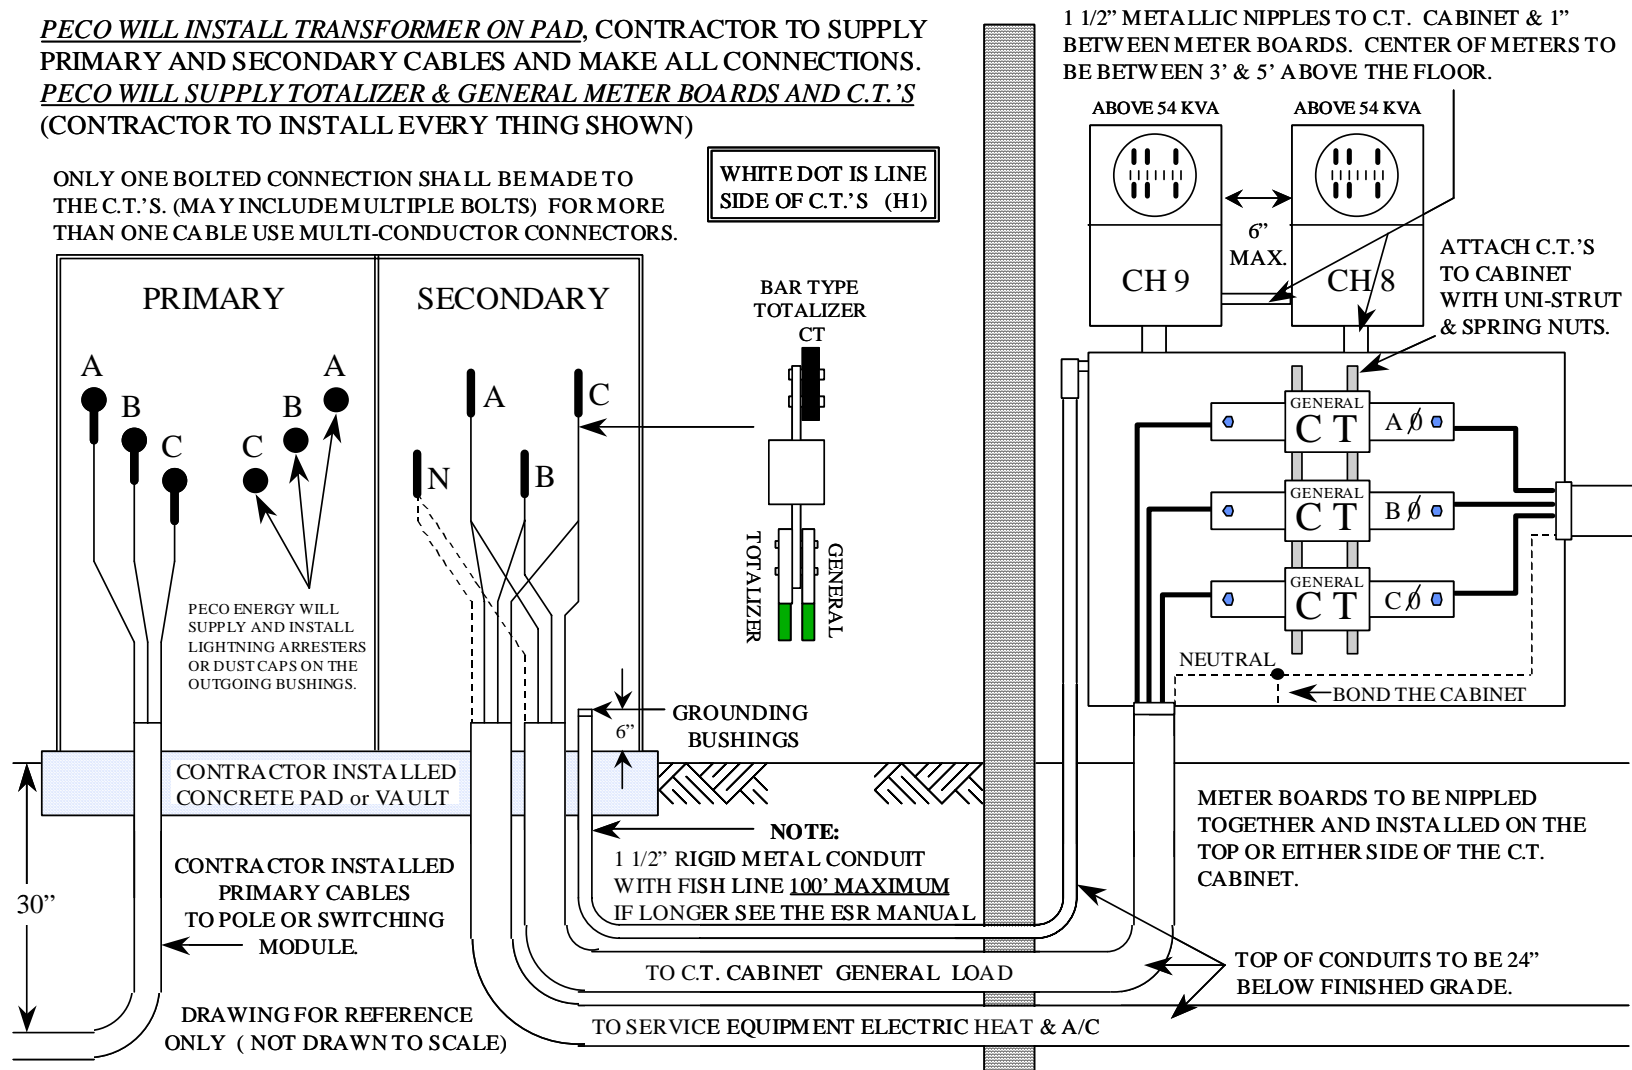 PECO WILL INSTALL TRANSFORMER ON PAD, CONTRACTOR TO SUPPLY
PRIMARY AND SECONDARY CABLES AND MAKE ALL CONNECTIONS.
PECO WILL SUPPLY TOTALIZER & GENERAL METER BOARDS AND C.T.'S
(CONTRACTOR TO INSTALL EVERY THING SHOWN)
1 1/2” METALLIC NIPPLES TO C.T. CABINET & 1”
BETWEEN METER BOARDS. CENTER OF METERS TO
BE BETWEEN 3’ & 5’ ABOVE THE FLOOR.
ONLY ONE BOLTED CONNECTION SHALL BE MADE TO
THE C.T.'S. (MAY INCLUDE MULTIPLE BOLTS) FOR MORE
THAN ONE CABLE USE MULTI-CONDUCTOR CONNECTORS.
WHITE DOT IS LINE
SIDE OF C.T.'S (H1)
ABOVE 54 KVA
ABOVE 54 KVA
6”
MAX.
CH 9
CH 8
ATTACH C.T.'S
TO CABINET
WITH UNI-STRUT
& SPRING NUTS.
PRIMARY
SECONDARY
A
B
C
A
B
C
A
C
N
B
BAR TYPE
TOTALIZER
CT
TOTALIZER
GENERAL
PECO ENERGY WILL
SUPPLY AND INSTALL
LIGHTNING ARRESTERS
OR DUST CAPS ON THE
OUTGOING BUSHINGS.
GENERAL
C T
A Ø
GENERAL
C T
B Ø
GENERAL
C T
C Ø
NEUTRAL
BOND THE CABINET
GROUNDING
BUSHINGS
6”
CONTRACTOR INSTALLED
CONCRETE PAD or VAULT
30”
CONTRACTOR INSTALLED
PRIMARY CABLES
TO POLE OR SWITCHING
MODULE.
NOTE:
1 1/2” RIGID METAL CONDUIT
WITH FISH LINE 100’ MAXIMUM
IF LONGER SEE THE ESR MANUAL
METER BOARDS TO BE NIPPLED
TOGETHER AND INSTALLED ON THE
TOP OR EITHER SIDE OF THE C.T.
CABINET.
TO C.T. CABINET GENERAL LOAD
TOP OF CONDUITS TO BE 24”
BELOW FINISHED GRADE.
DRAWING FOR REFERENCE
ONLY ( NOT DRAWN TO SCALE)
TO SERVICE EQUIPMENT ELECTRIC HEAT & A/C